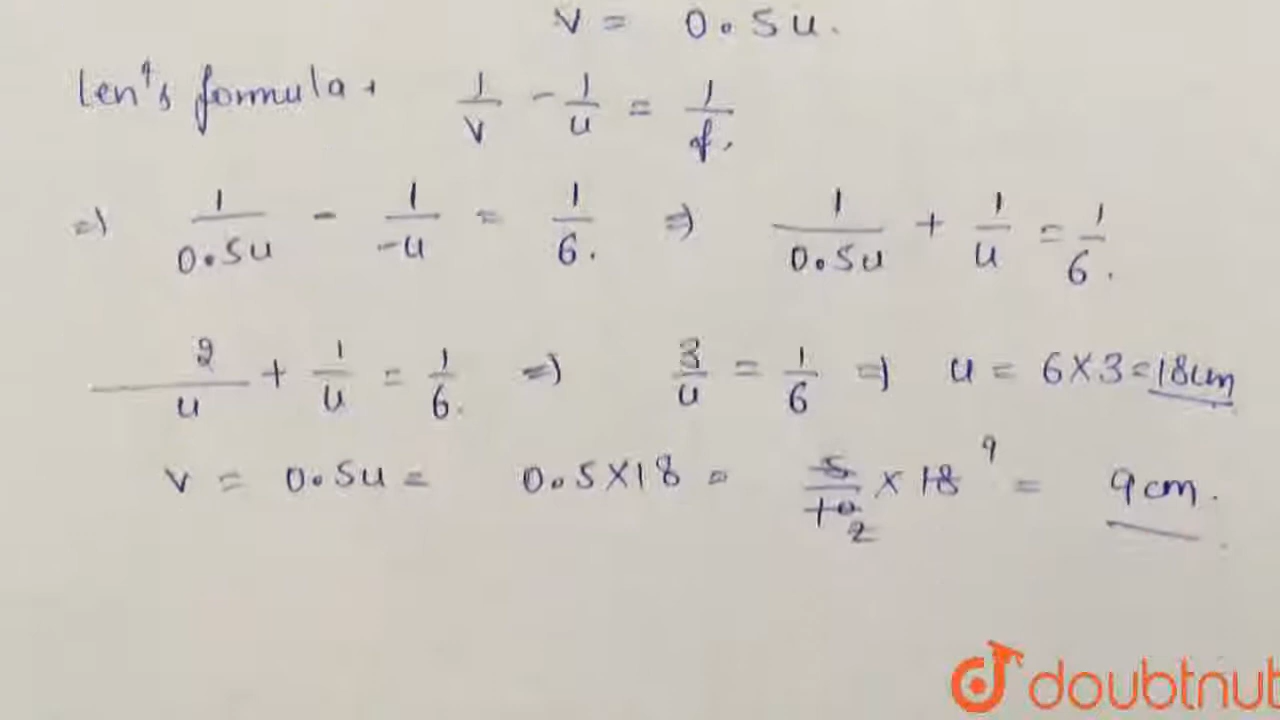 v = 0.5u.
Len's formula. 1/v - 1/u = 1/f.
=> 1/0.5u - 1/-u = 1/6. => 1/0.5u + 1/u = 1/6.
2/u + 1/u = 1/6. => 3/u = 1/6 => u = 6×3 = 18cm
v = 0.5u = 0.5×18 = 5/10 2 × 18 9 = 9cm.
doubtnut